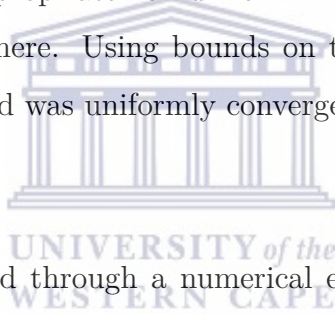 here. Using bounds on t
d was uniformly converge
UNIVERSITY of the
d through a numerical e
WESTERN CAPE